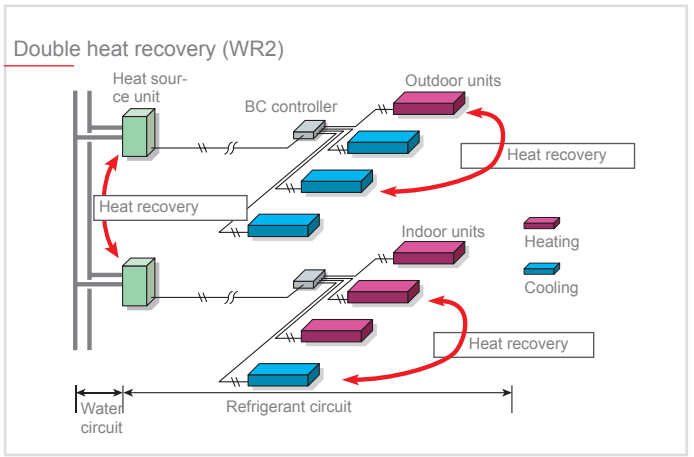 Double heat recovery (WR2)
Heat sour-
ce unit
BC controller
Outdoor units
Heat recovery
Heat recovery
Indoor units
Heating
Cooling
Heat recovery
Water
circuit
Refrigerant circuit